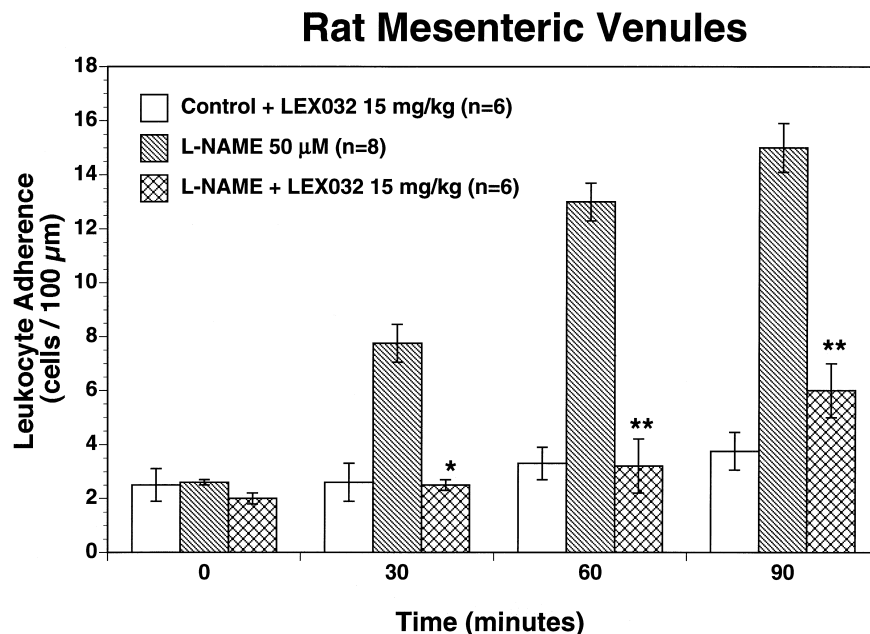 Rat Mesenteric Venules
18
16
14
12
10
8
6
4
2
0
Leukocyte Adherence
(cells / 100 µm)
Control + LEX032 15 mg/kg (n=6)
L-NAME 50 µM (n=8)
L-NAME + LEX032 15 mg/kg (n=6)
*
**
**
0 30 60 90
Time (minutes)